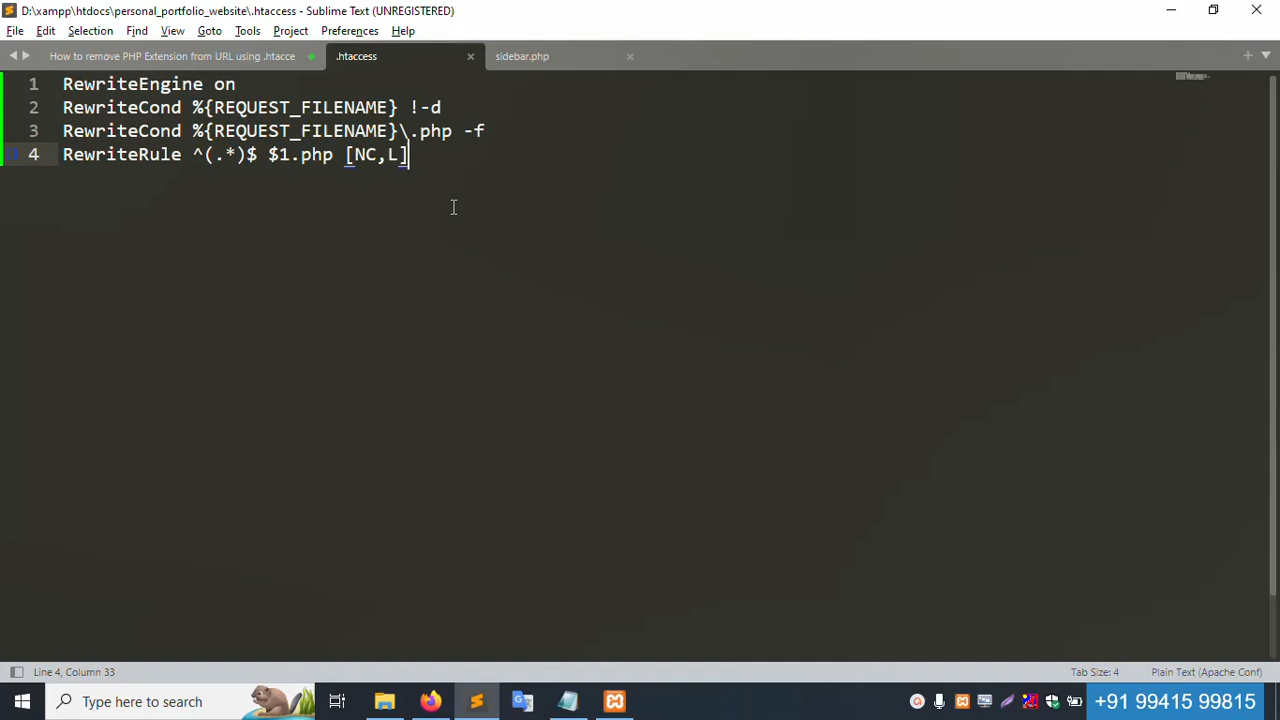 D:\xampp\htdocs\personal_portfolio_website\.htaccess - Sublime Text (UNREGISTERED)
File Edit Selection Find View Goto Tools Project Preferences Help
How to remove PHP Extension from URL using .htacce .htaccess sidebar.php
1 RewriteEngine on
2 RewriteCond %{REQUEST_FILENAME} !-d
3 RewriteCond %{REQUEST_FILENAME}\.php -f
4 RewriteRule ^(.*)$ $1.php [NC,L]
Line 4, Column 33 Tab Size: 4 Plain Text (Apache Conf)
Type here to search +91 99415 99815